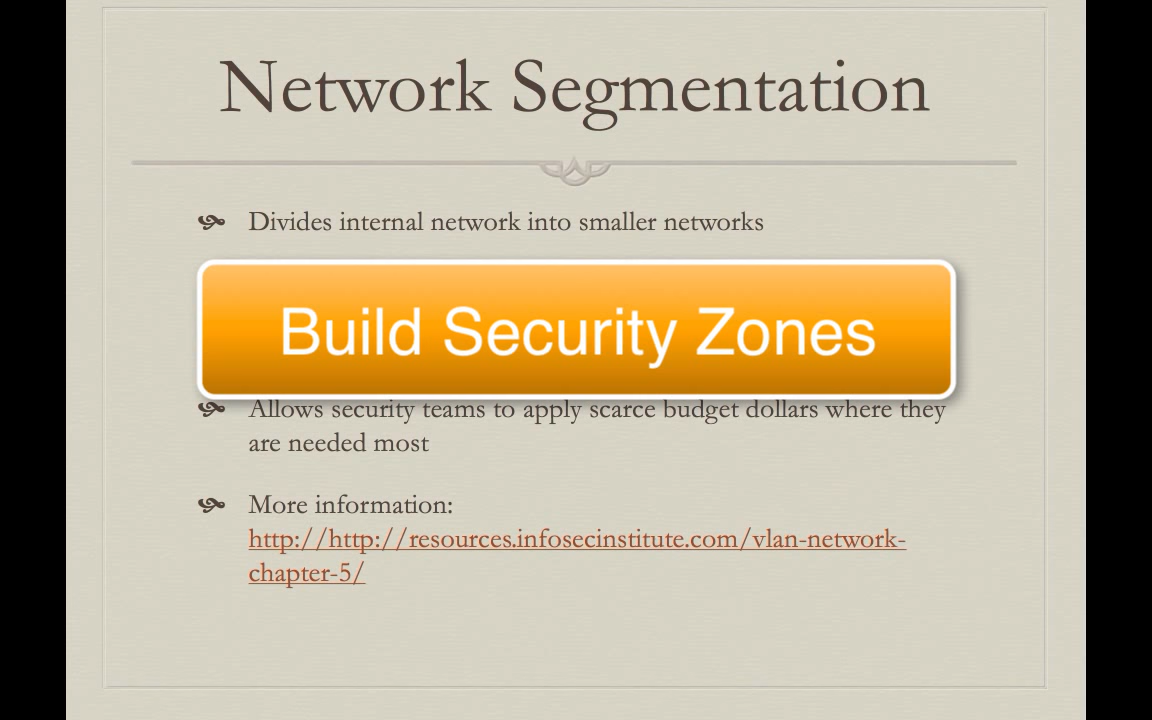 Network Segmentation
Divides internal network into smaller networks
Build Security Zones
Allows security teams to apply scarce budget dollars where they
are needed most
More information:
http://http://resources.infosecinstitute.com/vlan-network-
chapter-5/